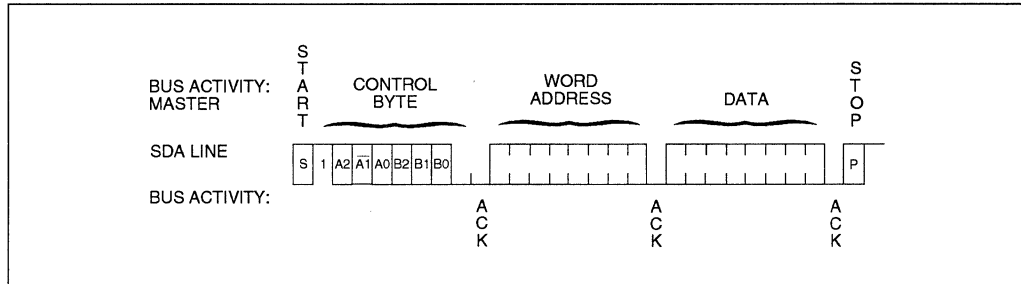 START
BUS ACTIVITY:
MASTER
CONTROL
BYTE
WORD
ADDRESS
DATA
STOP
SDA LINE
S 1 A2 A̅1̅ A0 B2 B1 B0 P
BUS ACTIVITY:
ACK
ACK
ACK